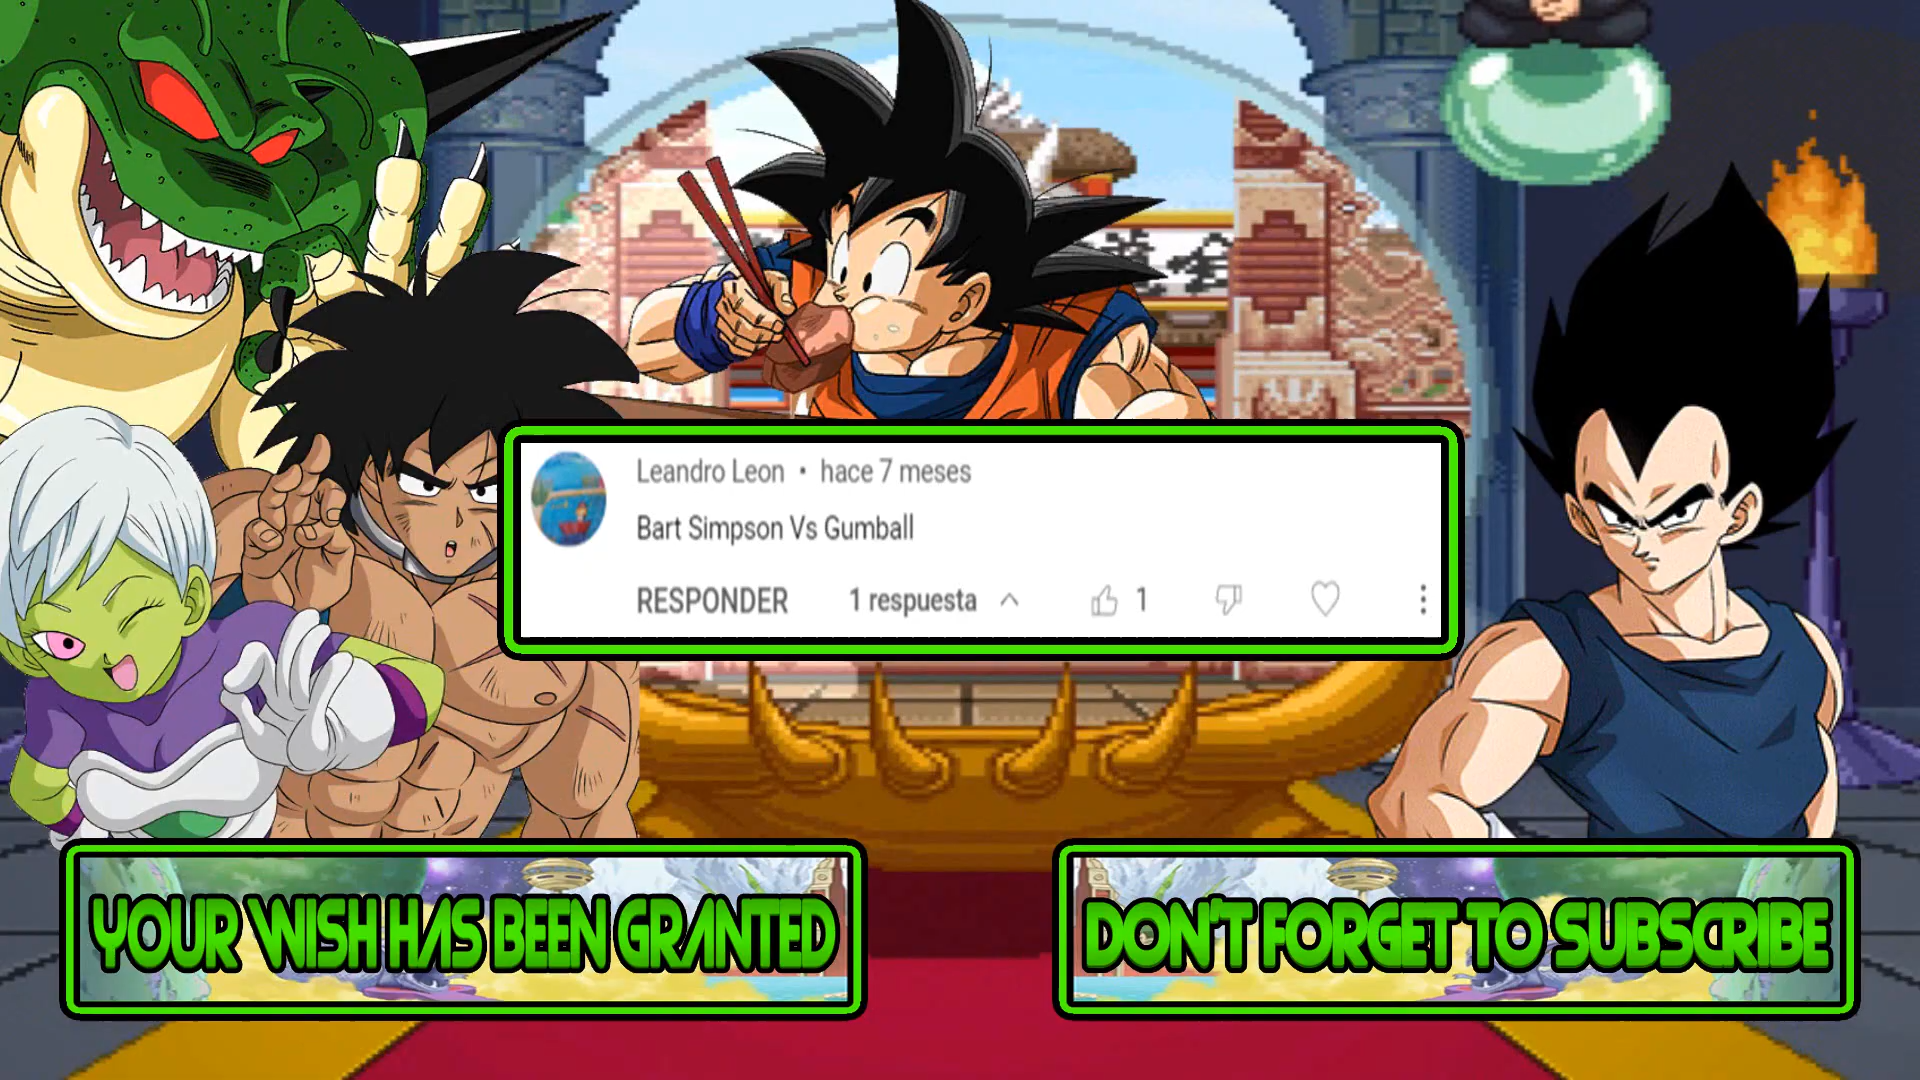 Leandro Leon • hace 7 meses
Bart Simpson Vs Gumball
RESPONDER 1 respuesta 1
YOUR WISH HAS BEEN GRANTED
DON'T FORGET TO SUBSCRIBE